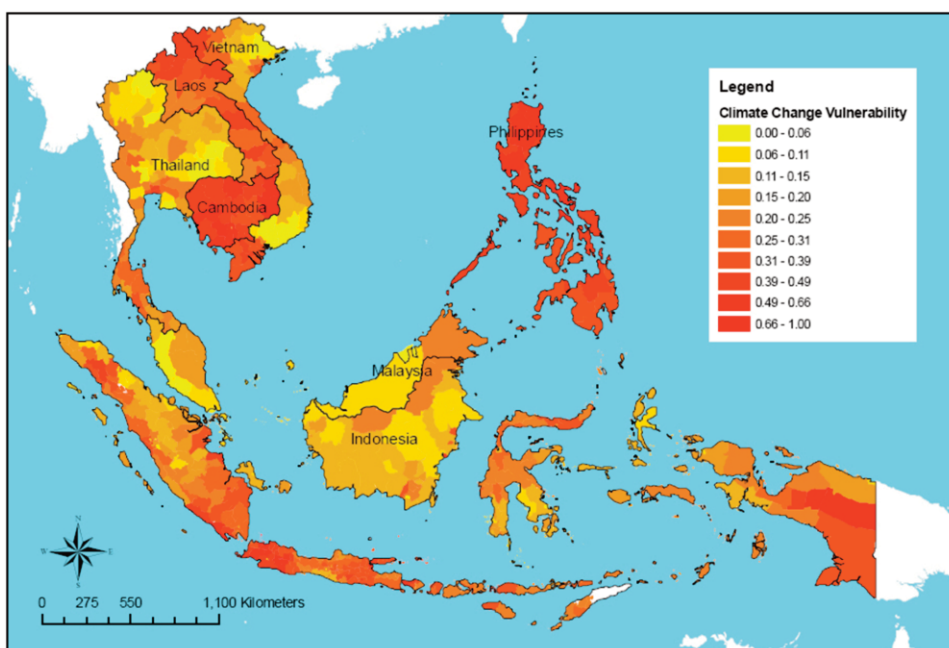 Vietnam
Laos
Thailand
Cambodia
Philippines
Malaysia
Indonesia
Legend
Climate Change Vulnerability
0.00 - 0.06
0.06 - 0.11
0.11 - 0.15
0.15 - 0.20
0.20 - 0.25
0.25 - 0.31
0.31 - 0.39
0.39 - 0.49
0.49 - 0.66
0.66 - 1.00
N
W E
S
0 275 550 1,100 Kilometers